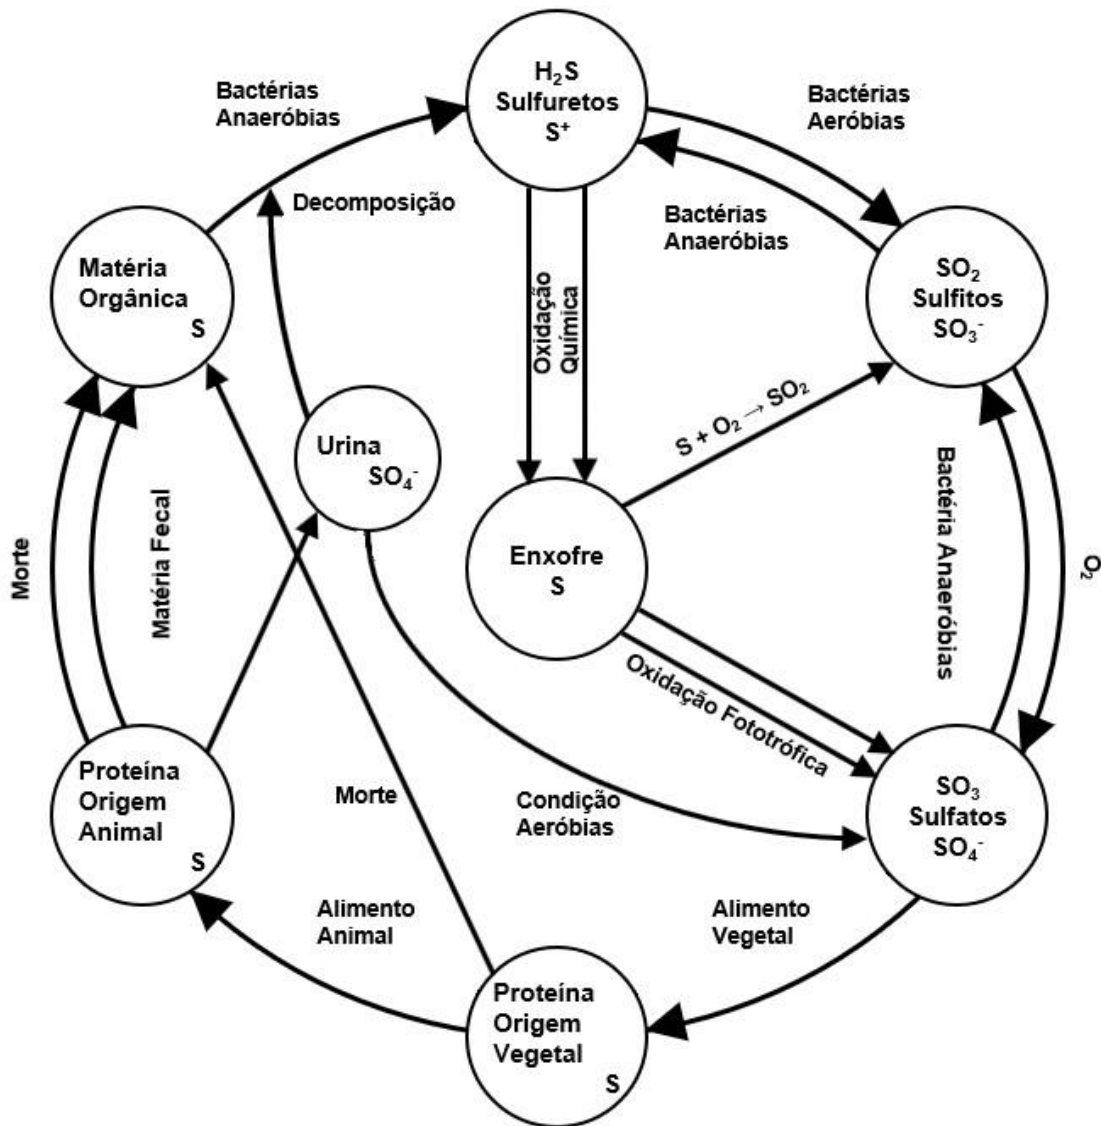 H₂S
Sulfuretos
S⁺
Bactérias
Anaeróbias
Bactérias
Aeróbias
Decomposição
Bactérias
Anaeróbias
Matéria
Orgânica
S
SO₂
Sulfitos
SO₃⁻
Oxidação
Química
S + O₂ → SO₂
Urina
SO₄⁻
Morte
Matéria Fecal
Enxofre
S
Bactéria Anaeróbias
O₂
Oxidação Fototrófica
Proteína
Origem
Animal
S
Morte
Condição
Aeróbias
SO₃
Sulfatos
SO₄⁻
Alimento
Animal
Alimento
Vegetal
Proteína
Origem
Vegetal
S